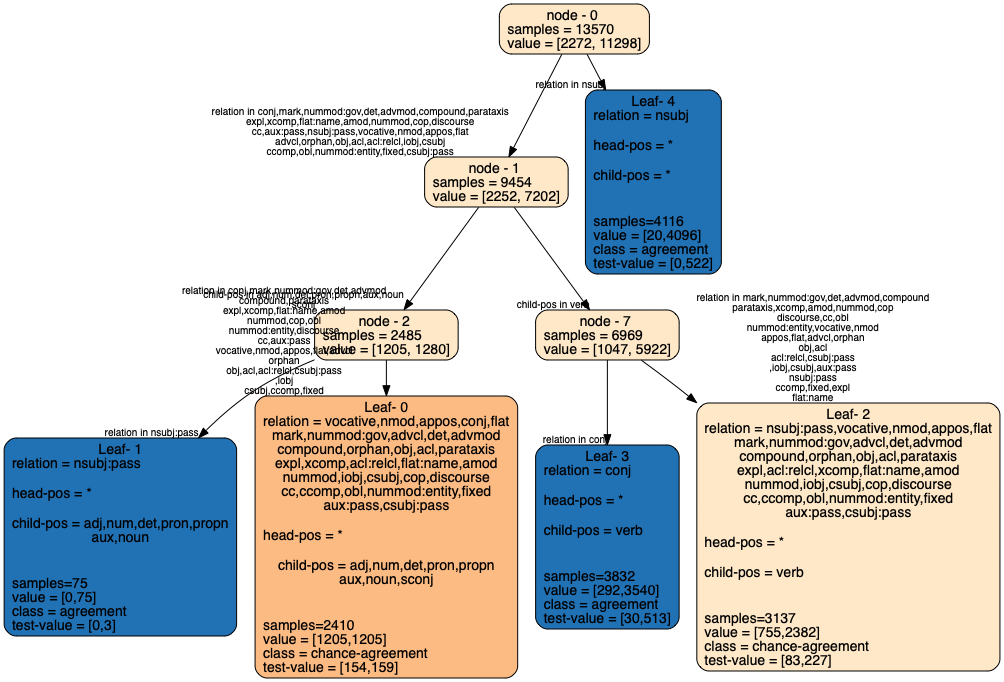 node - 0
samples = 13570
value = [2272, 11298]
relation in nsubj
Leaf- 4
relation = nsubj
head-pos = *
child-pos = *
samples=4116
value = [20,4096]
class = agreement
test-value = [0,522]
relation in conj,mark,nummod:gov,det,advmod,compound,parataxis
expl,xcomp,flat:name,amod,nummod,cop,discourse
cc,aux:pass,nsubj:pass,vocative,nmod,appos,flat
advcl,orphan,obj,acl,acl:relcl,iobj,csubj
ccomp,obl,nummod:entity,fixed,csubj:pass
node - 1
samples = 9454
value = [2252, 7202]
child-pos in adj,num,det,pron,propn,aux,noun
,sconj
node - 2
samples = 2485
value = [1205, 1280]
relation in conj,mark,nummod:gov,det,advmod
compound,parataxis
expl,xcomp,flat:name,amod
nummod,cop,obl
nummod:entity,discourse
cc,aux:pass
vocative,nmod,appos,flat,advcl
orphan
obj,acl,acl:relcl,csubj:pass
,iobj
csubj,ccomp,fixed
child-pos in verb
node - 7
samples = 6969
value = [1047, 5922]
relation in mark,nummod:gov,det,advmod,compound
parataxis,xcomp,amod,nummod,cop
discourse,cc,obl
nummod:entity,vocative,nmod
appos,flat,advcl,orphan
obj,acl
acl:relcl,csubj:pass
,iobj,csubj,aux:pass
nsubj:pass
ccomp,fixed,expl
flat:name
relation in nsubj:pass
Leaf- 1
relation = nsubj:pass
head-pos = *
child-pos = adj,num,det,pron,propn
aux,noun
samples=75
value = [0,75]
class = agreement
test-value = [0,3]
Leaf- 0
relation = vocative,nmod,appos,conj,flat
mark,nummod:gov,advcl,det,advmod
compound,orphan,obj,acl,parataxis
expl,xcomp,acl:relcl,flat:name,amod
nummod,iobj,csubj,cop,discourse
cc,ccomp,obl,nummod:entity,fixed
aux:pass,csubj:pass
head-pos = *
child-pos = adj,num,det,pron,propn
aux,noun,sconj
samples=2410
value = [1205,1205]
class = chance-agreement
test-value = [154,159]
relation in conj
Leaf- 3
relation = conj
head-pos = *
child-pos = verb
samples=3832
value = [292,3540]
class = agreement
test-value = [30,513]
Leaf- 2
relation = nsubj:pass,vocative,nmod,appos,flat
mark,nummod:gov,advcl,det,advmod
compound,orphan,obj,acl,parataxis
expl,acl:relcl,xcomp,flat:name,amod
nummod,iobj,csubj,cop,discourse
cc,ccomp,obl,nummod:entity,fixed
aux:pass,csubj:pass
head-pos = *
child-pos = verb
samples=3137
value = [755,2382]
class = chance-agreement
test-value = [83,227]